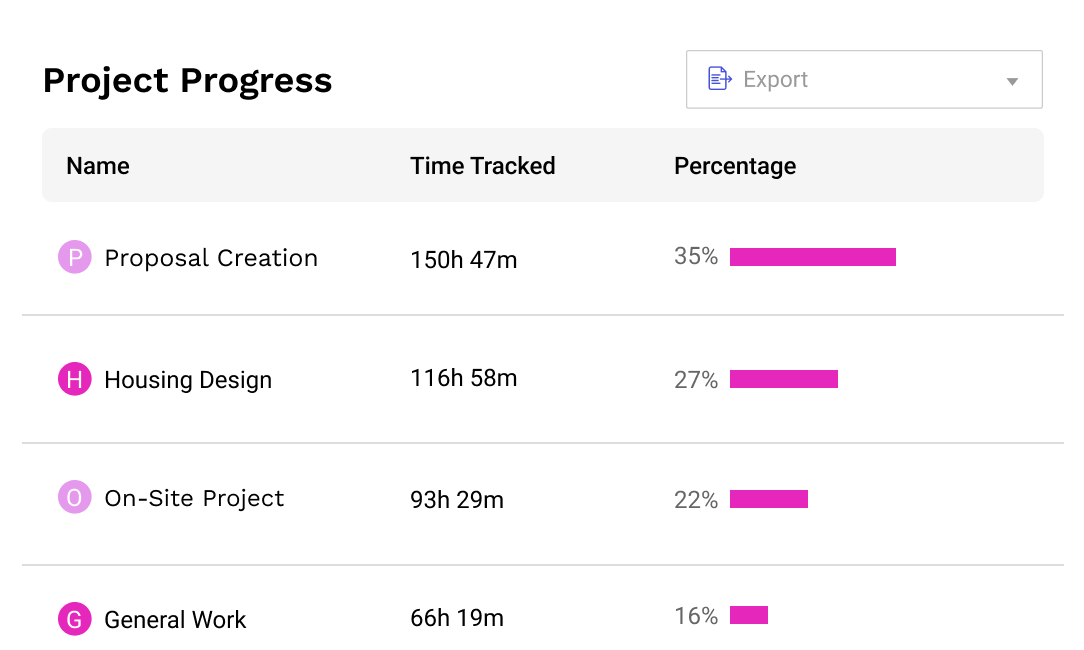 Project Progress
Export
Name Time Tracked Percentage
P Proposal Creation 150h 47m 35%
H Housing Design 116h 58m 27%
O On-Site Project 93h 29m 22%
G General Work 66h 19m 16%